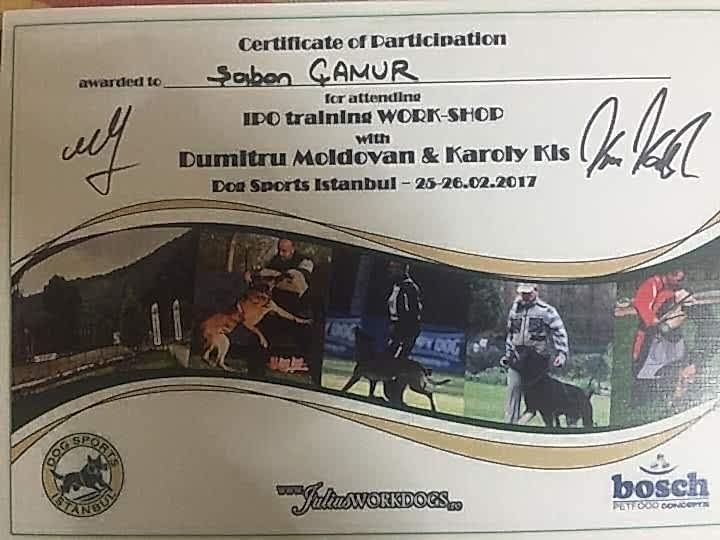 Certificate of Participation
awarded to Şaban ÇAMUR
for attending
IPO training WORK-SHOP
with
Dumitru Moldovan & Karoly Kis
Dog Sports Istanbul - 25-26.02.2017
DOG SPORTS
ISTANBUL
www.JuliusWORKDOGS.ro
bosch
PETFOOD CONCEPTS